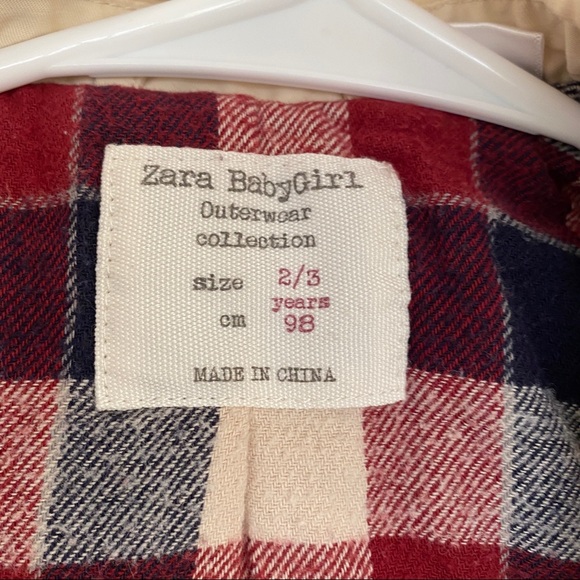 Zara BabyGirl
Outerwear
collection
size 2/3
years
cm 98
MADE IN CHINA